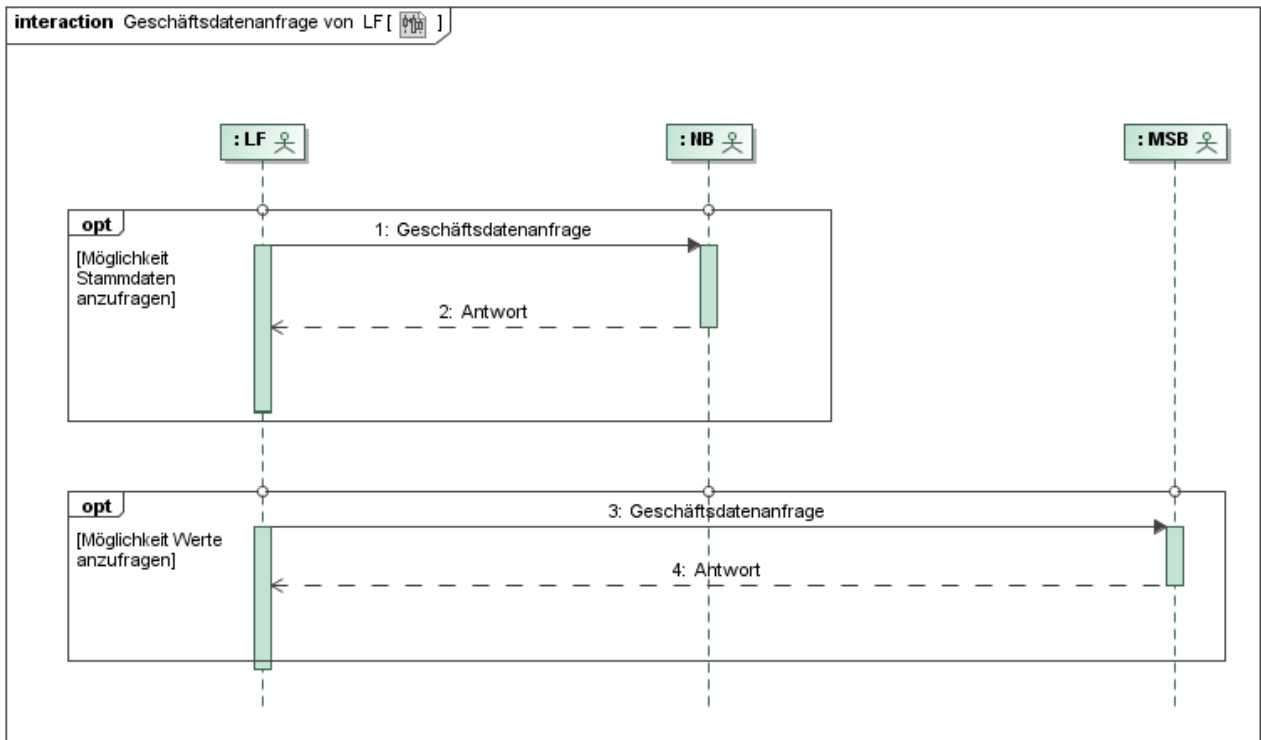 interaction Geschäftsdatenanfrage von LF[ ]
: LF
: NB
: MSB
opt
[Möglichkeit
Stammdaten
anzufragen]
1: Geschäftsdatenanfrage
2: Antwort
opt
[Möglichkeit Werte
anzufragen]
3: Geschäftsdatenanfrage
4: Antwort